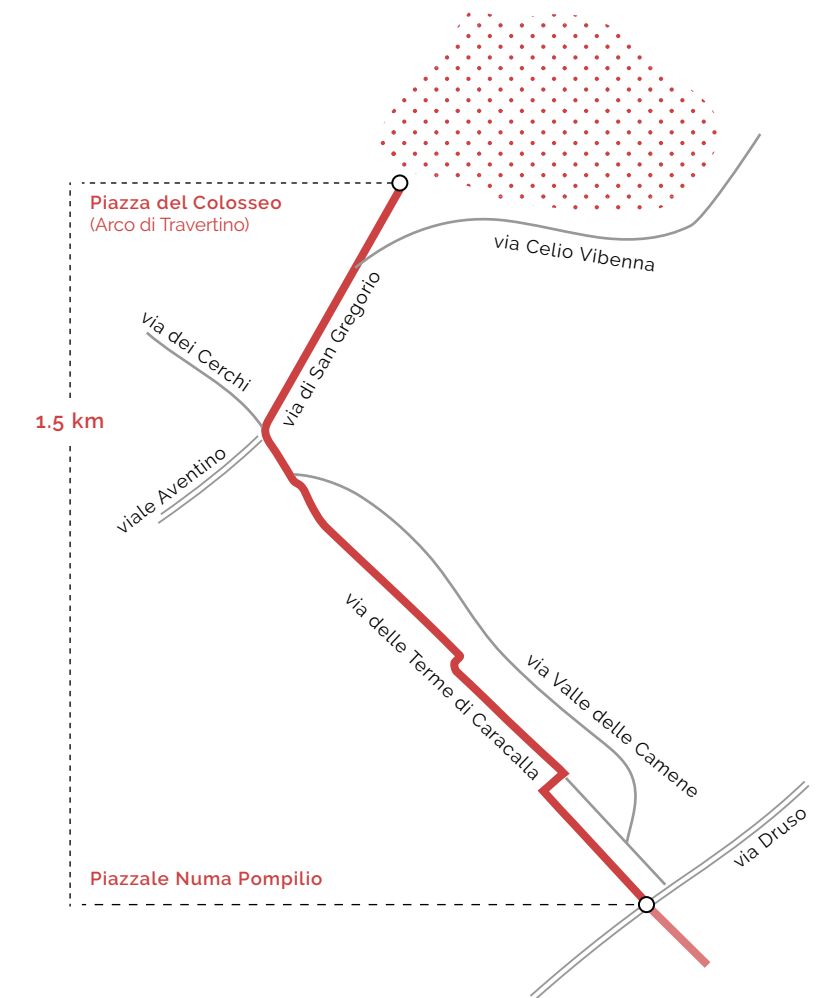 Piazza del Colosseo
(Arco di Travertino)
via Celio Vibenna
via di San Gregorio
via dei Cerchi
1.5 km
viale Aventino
via delle Terme di Caracalla
via Valle delle Camene
via Druso
Piazzale Numa Pompilio